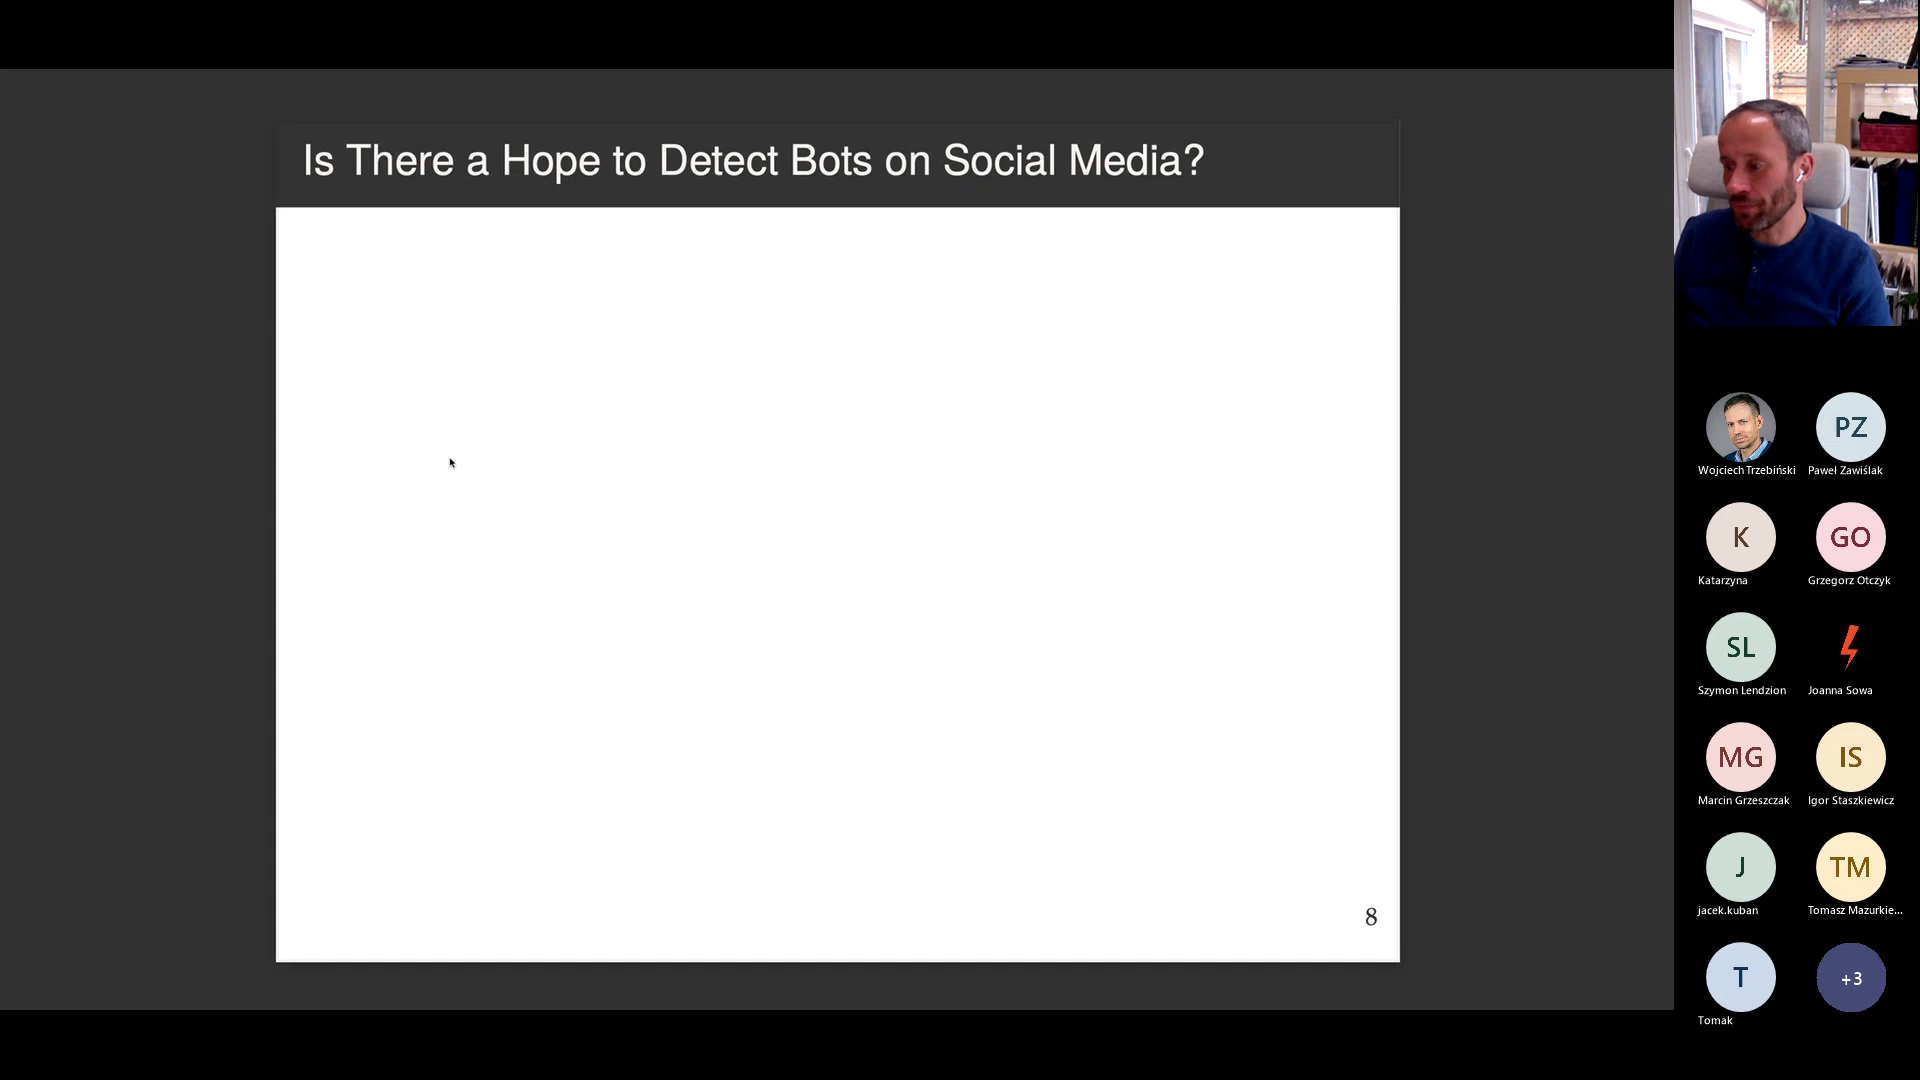 Is There a Hope to Detect Bots on Social Media?
8
Wojciech Trzebiński
PZ
Paweł Zawiślak
K
Katarzyna
GO
Grzegorz Otczyk
SL
Szymon Lendzion
Joanna Sowa
MG
Marcin Grzeszczak
IS
Igor Staszkiewicz
J
jacek.kuban
TM
Tomasz Mazurkie...
T
Tomak
+3